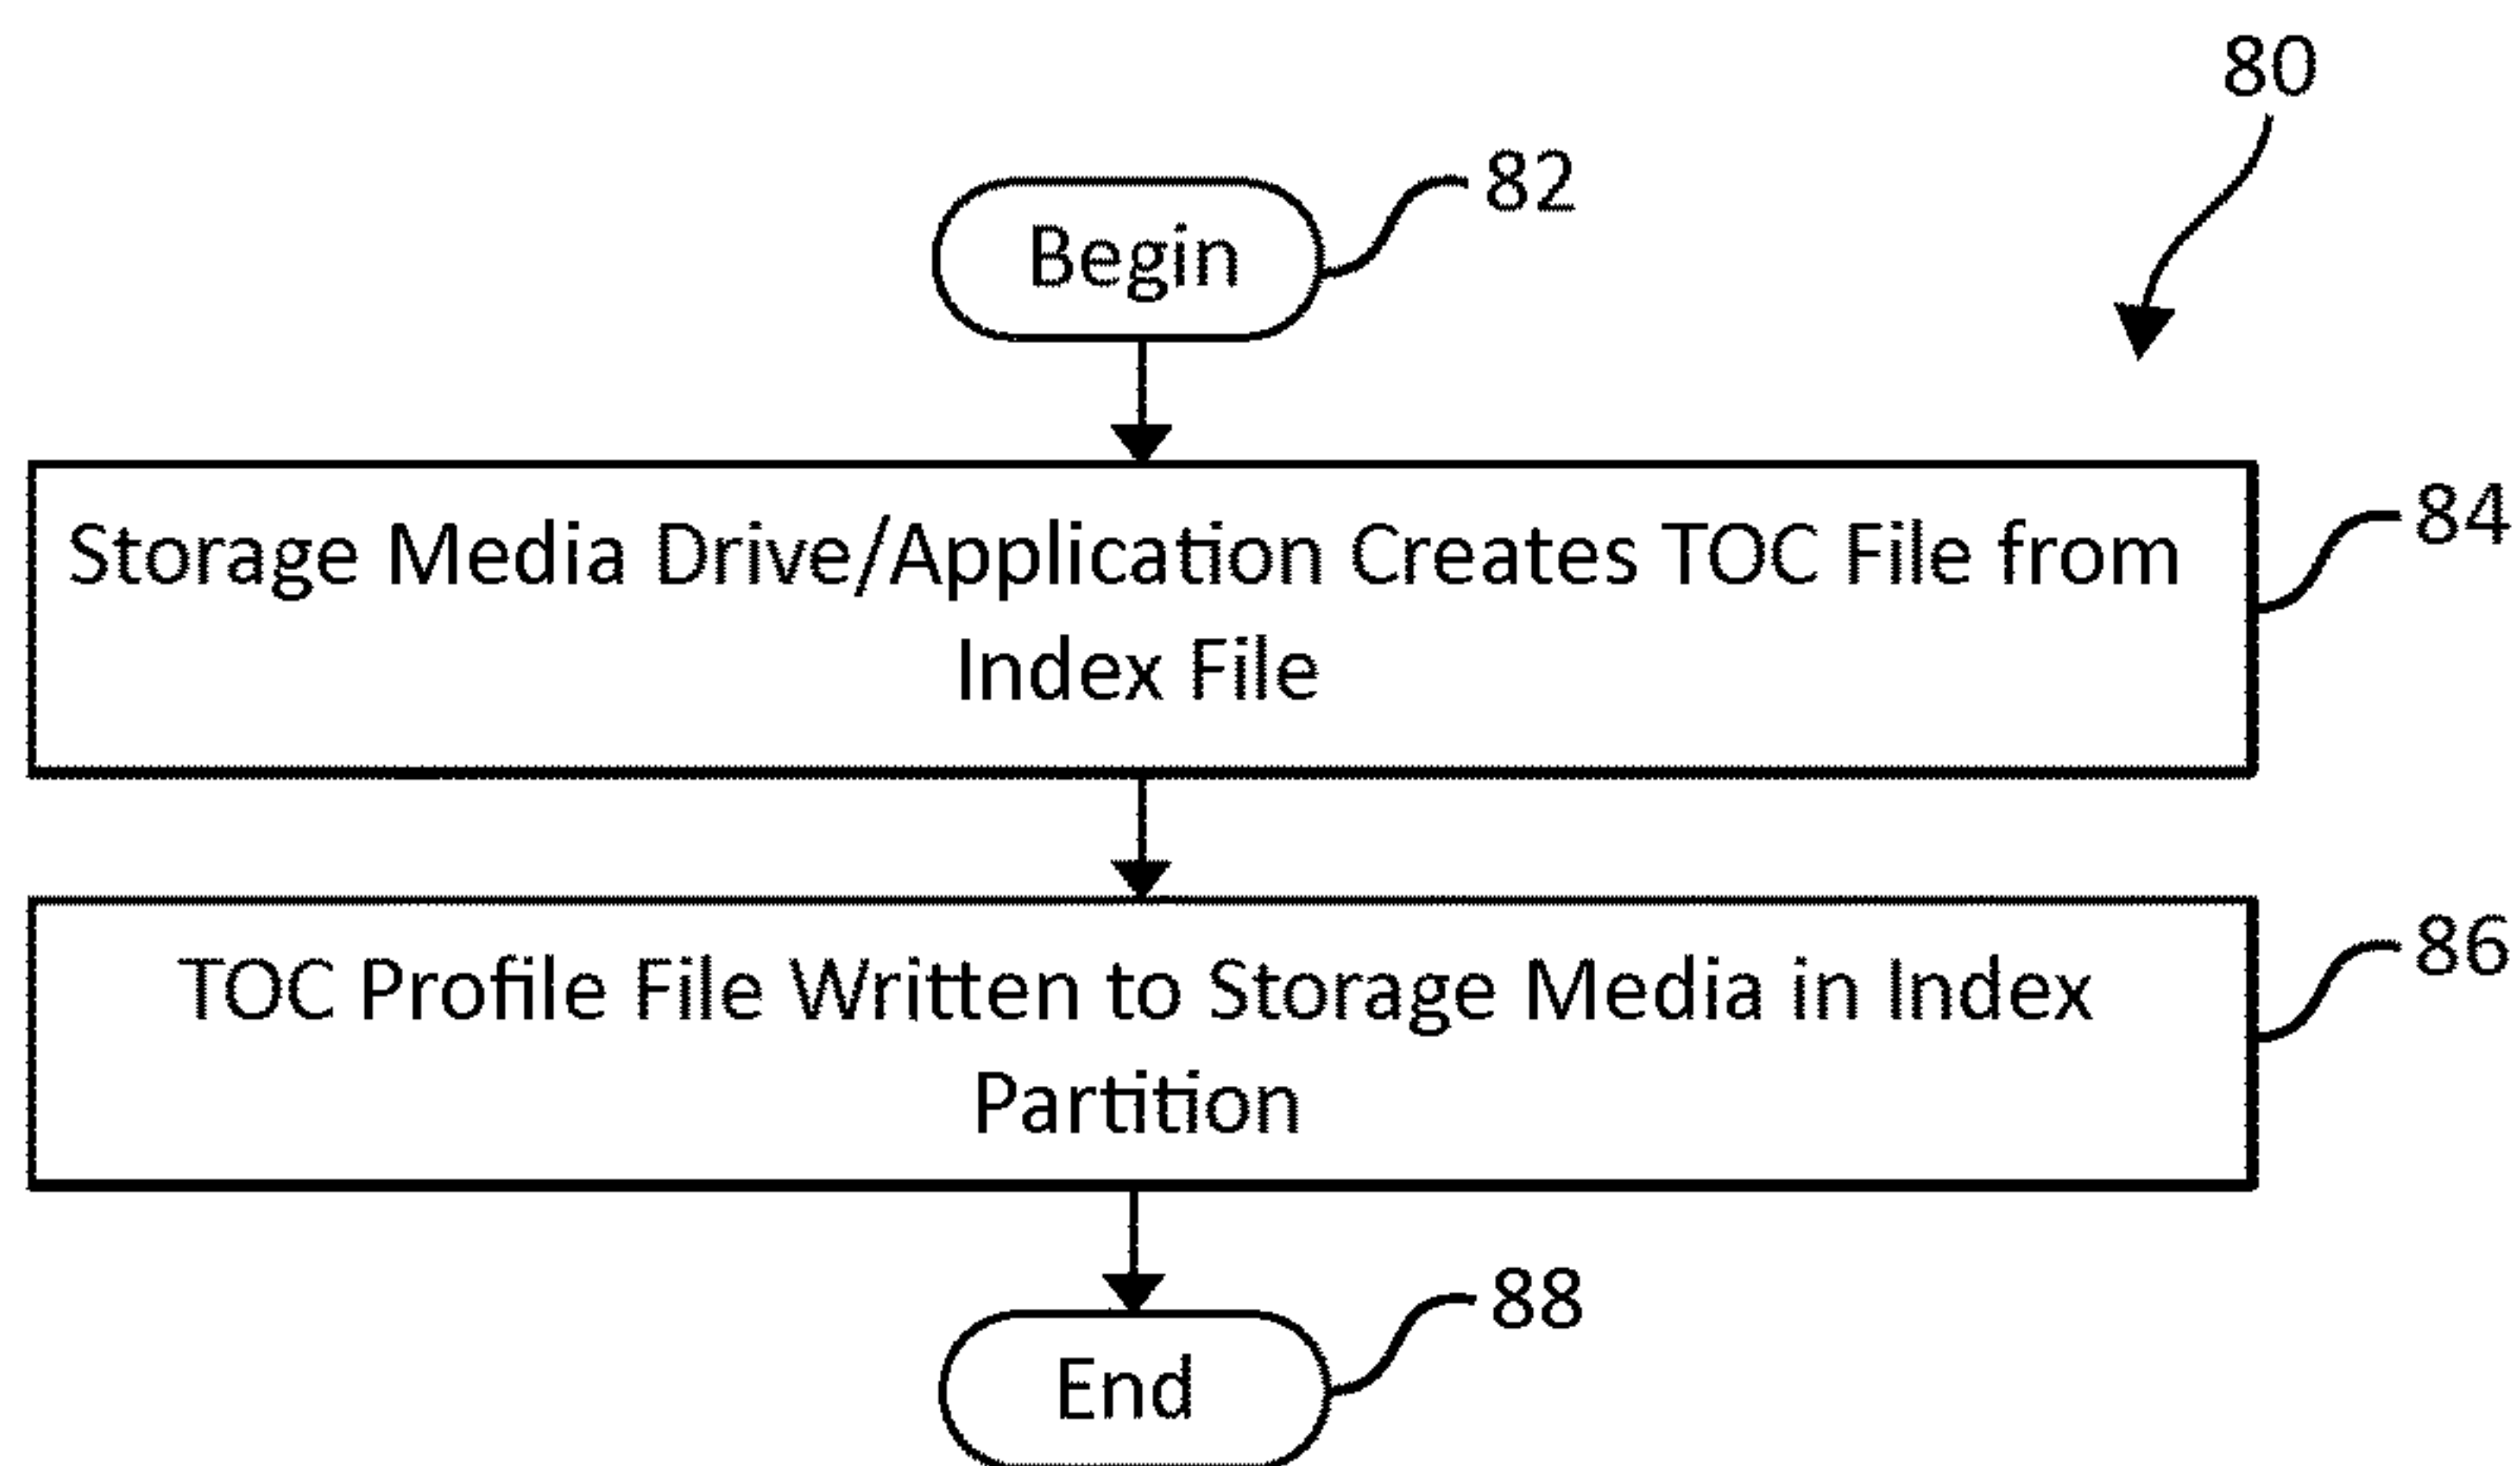 80
82
Begin
84
Storage Media Drive/Application Creates TOC File from
Index File
86
TOC Profile File Written to Storage Media in Index
Partition
88
End